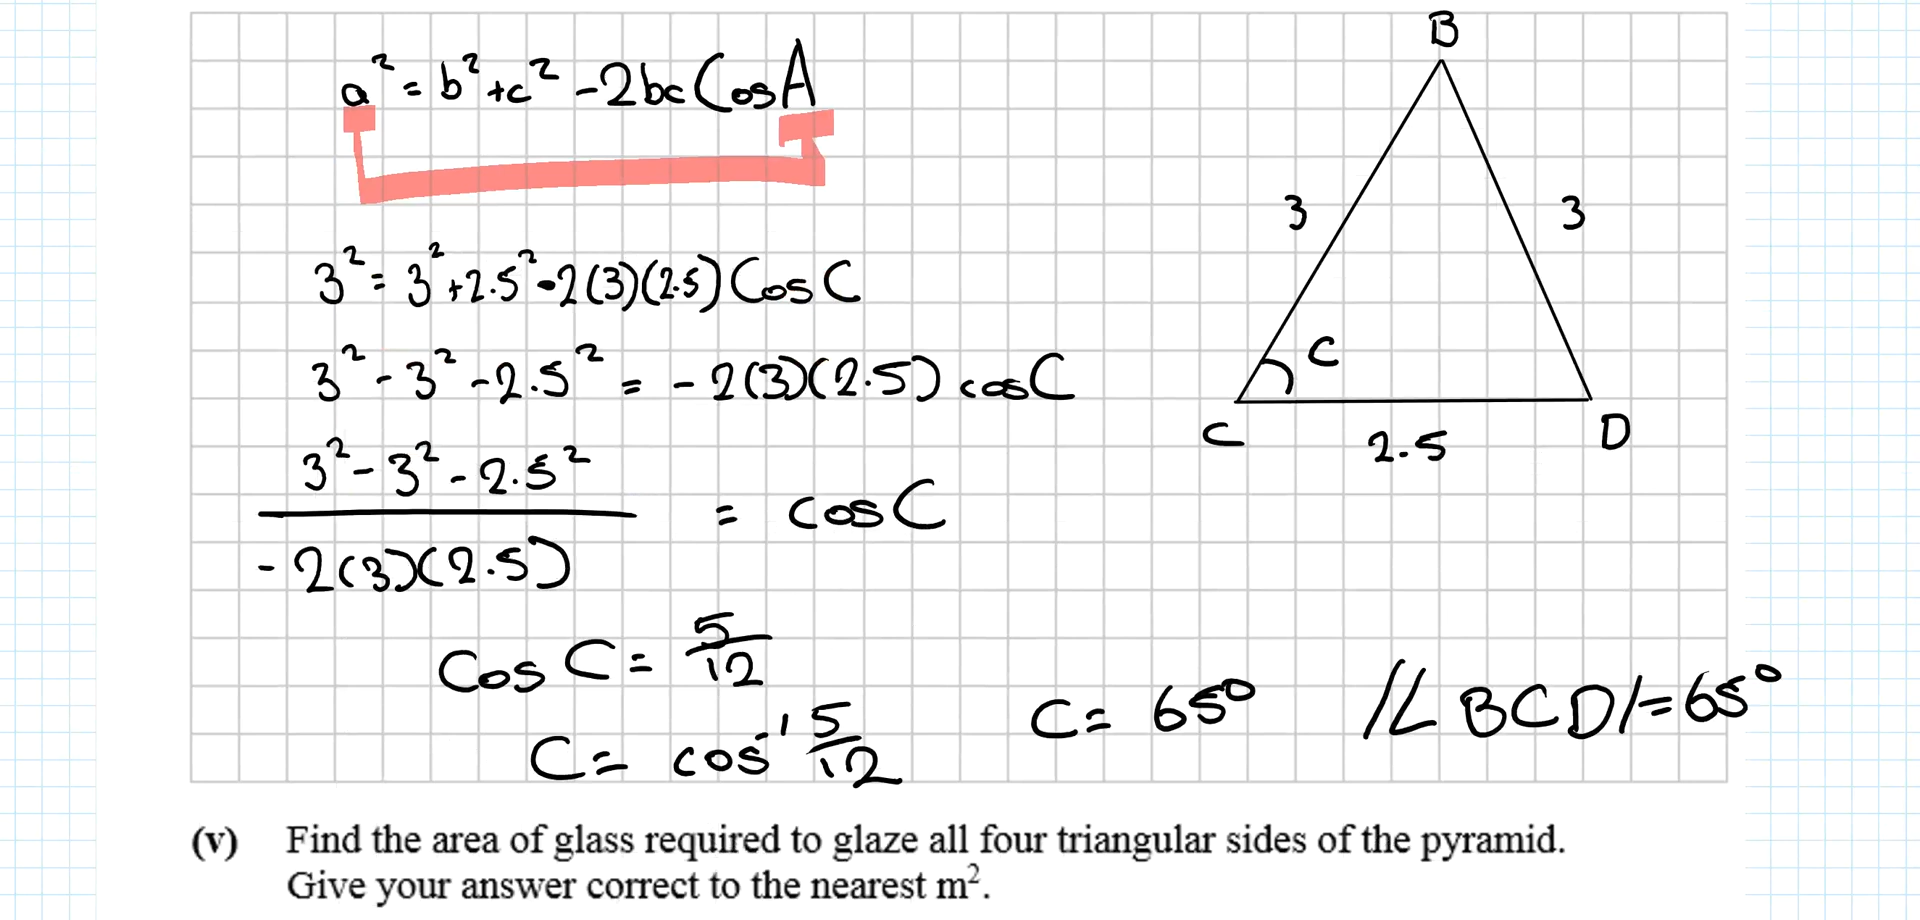 a² = b² + c² - 2bc Cos A
B
3
3
3² = 3² + 2.5² - 2(3)(2.5) Cos C
3² - 3² - 2.5² = - 2(3)(2.5) cos C
C
C
2.5
D
3² - 3² - 2.5²
= cos C
- 2(3)(2.5)
Cos C = 5/12
C = cos⁻¹ 5/12
C = 65°
|∠BCD| = 65°
(v) Find the area of glass required to glaze all four triangular sides of the pyramid.
Give your answer correct to the nearest m².